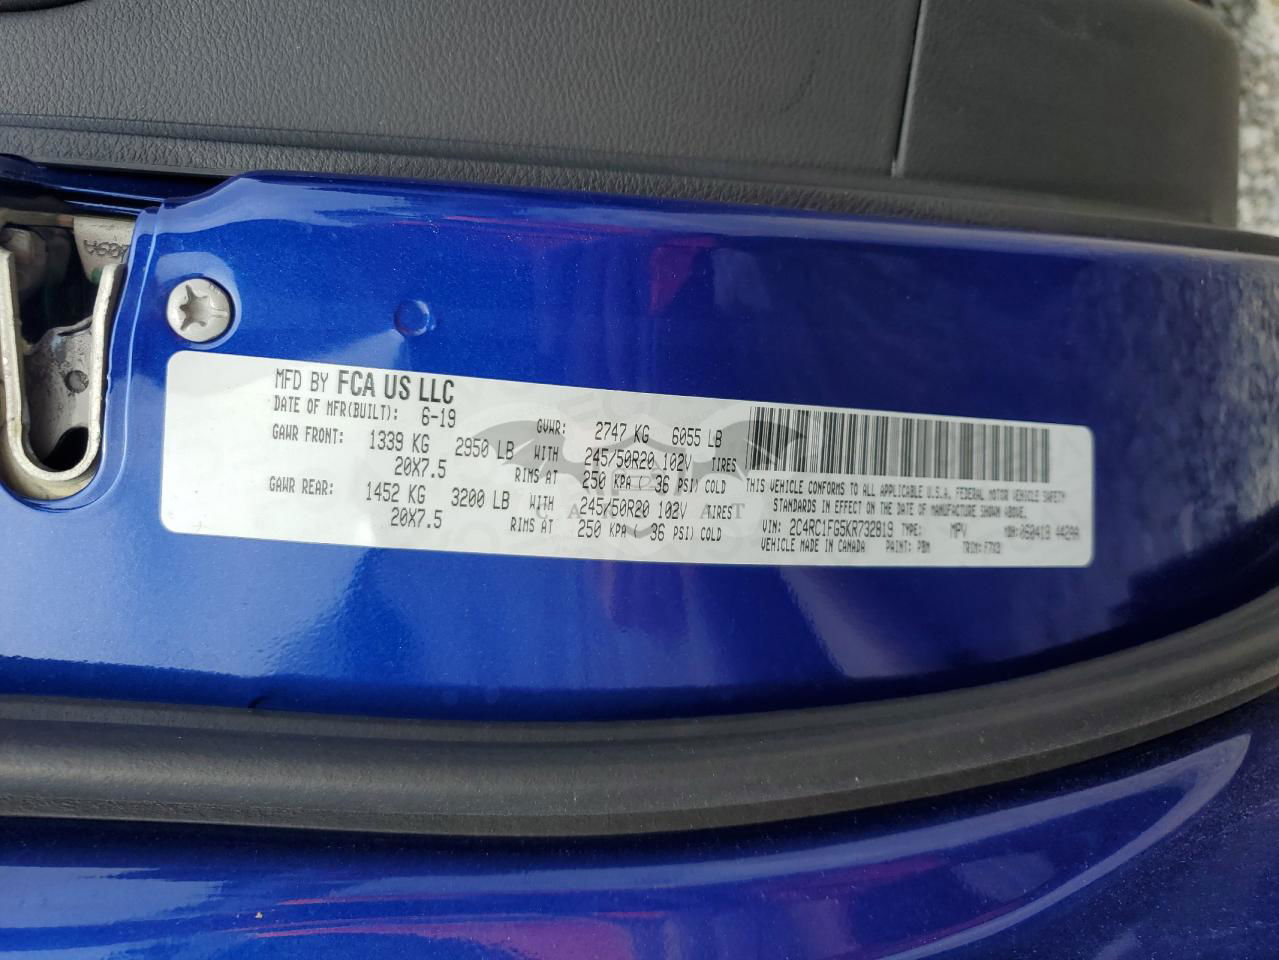 MFD BY FCA US LLC
DATE OF MFR(BUILT): 6-19 GVWR: 2747 KG 6055 LB
GAWR FRONT: 1339 KG 2950 LB WITH 245/50R20 102V TIRES
20X7.5 RIMS AT 250 KPA ( 36 PSI) COLD
GAWR REAR: 1452 KG 3200 LB WITH 245/50R20 102V TIRES
20X7.5 RIMS AT 250 KPA ( 36 PSI) COLD
THIS VEHICLE CONFORMS TO ALL APPLICABLE U.S.A. FEDERAL MOTOR VEHICLE SAFETY
STANDARDS IN EFFECT ON THE DATE OF MANUFACTURE SHOWN ABOVE.
VIN: 2C4RC1FG5KR732819 TYPE: MPV MDH:060419 442AA
VEHICLE MADE IN CANADA PAINT: PBM TRIM: